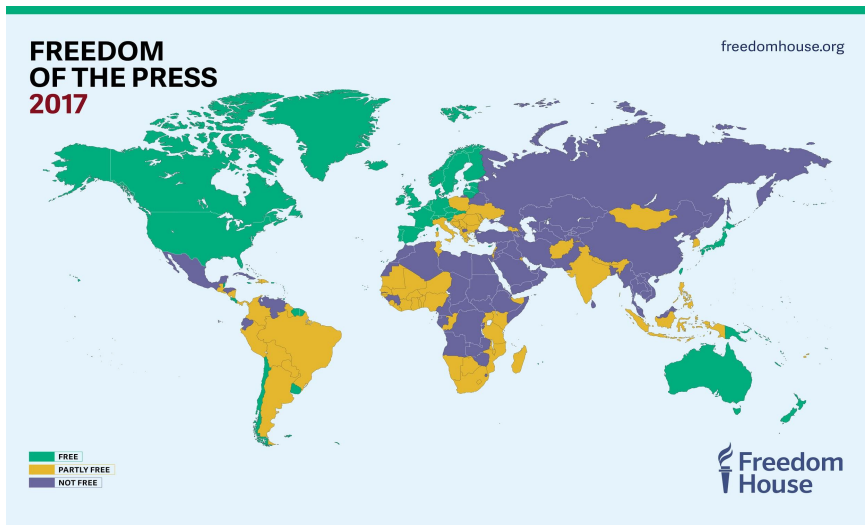 FREEDOM
OF THE PRESS
2017
freedomhouse.org
FREE
PARTLY FREE
NOT FREE
Freedom
House